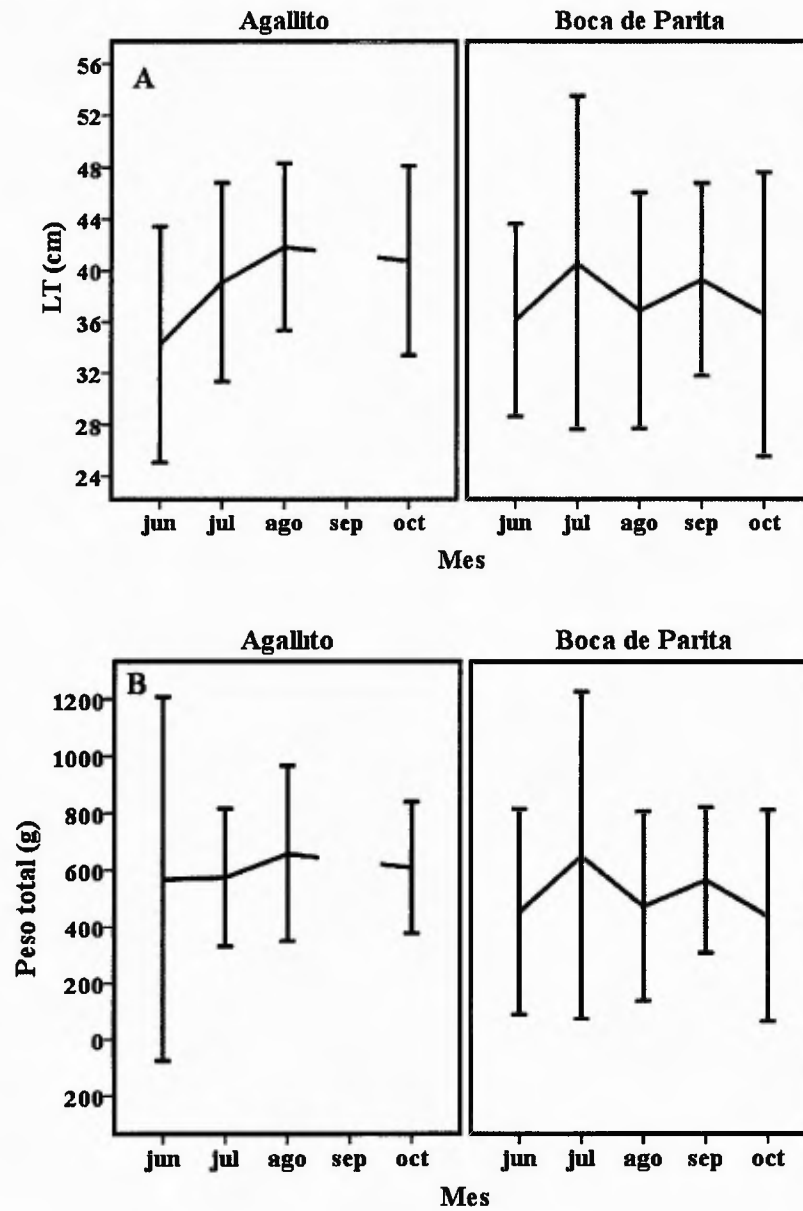 Agallito
Boca de Parita
A
LT (cm)
56
52
48
44
40
36
32
28
24
jun jul ago sep oct
jun jul ago sep oct
Mes
Agallito
Boca de Parita
B
Peso total (g)
1200
1000
800
600
400
200
0
200
jun jul ago sep oct
jun jul ago sep oct
Mes